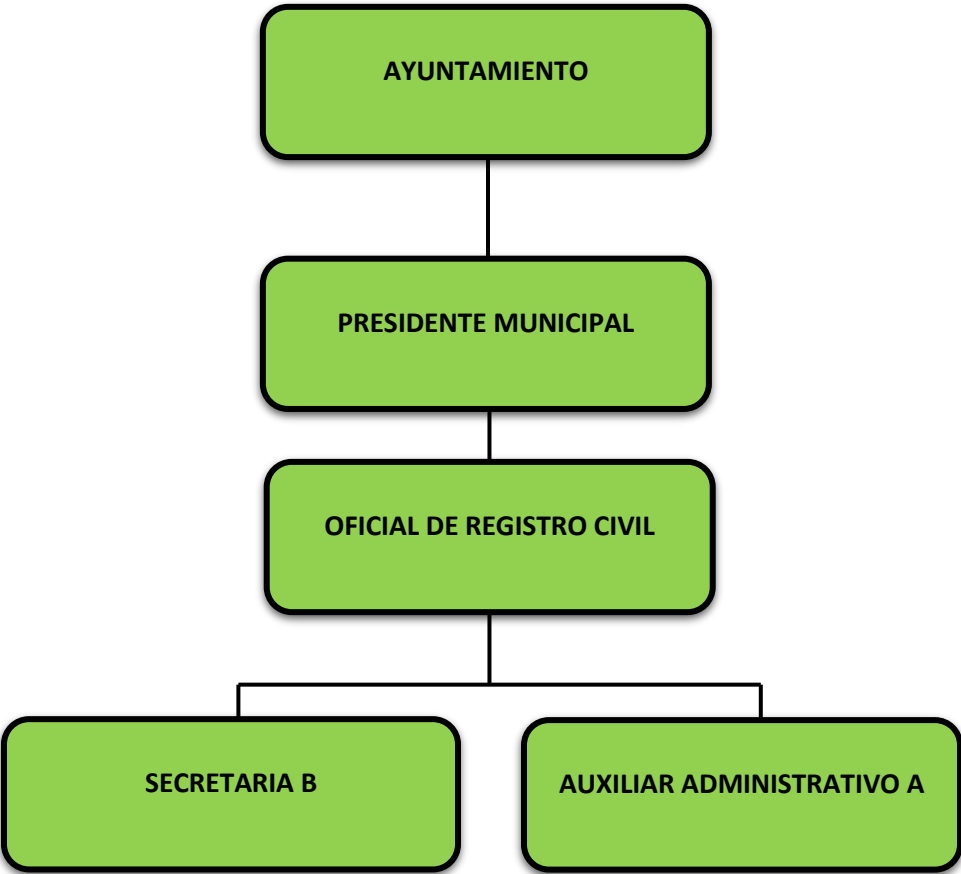 AYUNTAMIENTO
PRESIDENTE MUNICIPAL
OFICIAL DE REGISTRO CIVIL
SECRETARIA B
AUXILIAR ADMINISTRATIVO A